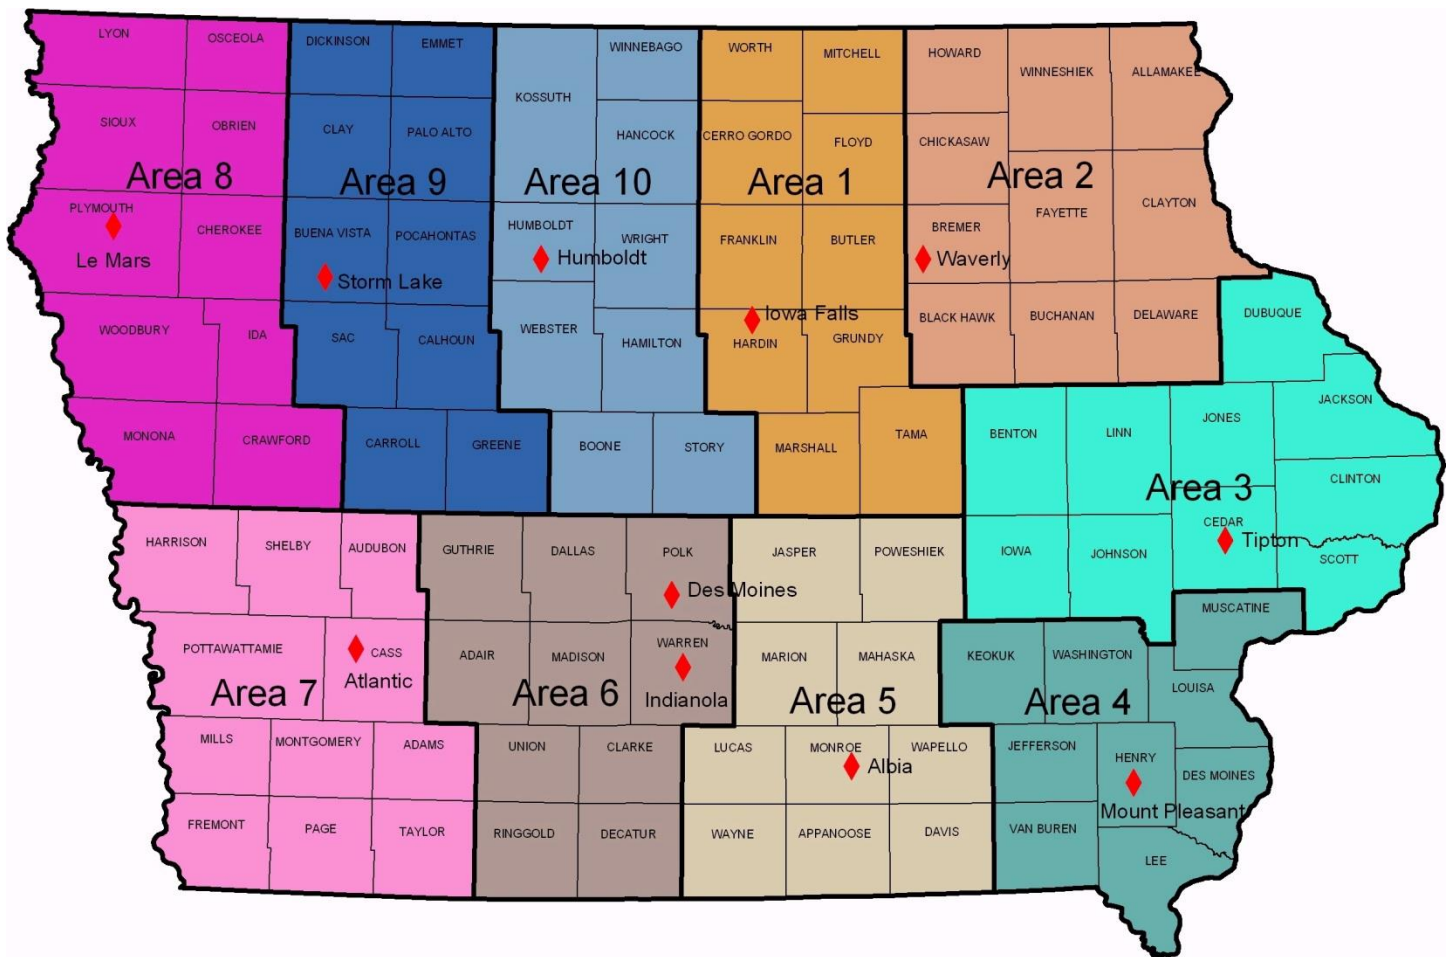 LYON
OSCEOLA
DICKINSON
EMMET
KOSSUTH
WINNEBAGO
WORTH
MITCHELL
HOWARD
WINNESHIEK
ALLAMAKEE
SIOUX
OBRIEN
CLAY
PALO ALTO
HANCOCK
CERRO GORDO
FLOYD
CHICKASAW
Area 8
Area 9
Area 10
Area 1
Area 2
PLYMOUTH
CHEROKEE
BUENA VISTA
POCAHONTAS
HUMBOLDT
WRIGHT
FRANKLIN
BUTLER
BREMER
FAYETTE
CLAYTON
Le Mars
Storm Lake
Humboldt
Iowa Falls
Waverly
WOODBURY
IDA
SAC
CALHOUN
WEBSTER
HAMILTON
HARDIN
GRUNDY
BLACK HAWK
BUCHANAN
DELAWARE
DUBUQUE
MONONA
CRAWFORD
CARROLL
GREENE
BOONE
STORY
MARSHALL
TAMA
BENTON
LINN
JONES
JACKSON
Area 3
CLINTON
HARRISON
SHELBY
AUDUBON
GUTHRIE
DALLAS
POLK
JASPER
POWESHIEK
IOWA
JOHNSON
CEDAR
Tipton
SCOTT
Des Moines
MUSCATINE
POTTAWATTAMIE
CASS
ADAIR
MADISON
WARREN
MARION
MAHASKA
KEOKUK
WASHINGTON
LOUISA
Area 7
Atlantic
Area 6
Indianola
Area 5
Area 4
MILLS
MONTGOMERY
ADAMS
UNION
CLARKE
LUCAS
MONROE
WAPELLO
JEFFERSON
HENRY
DES MOINES
Albia
Mount Pleasant
FREMONT
PAGE
TAYLOR
RINGGOLD
DECATUR
WAYNE
APPANOOSE
DAVIS
VAN BUREN
LEE